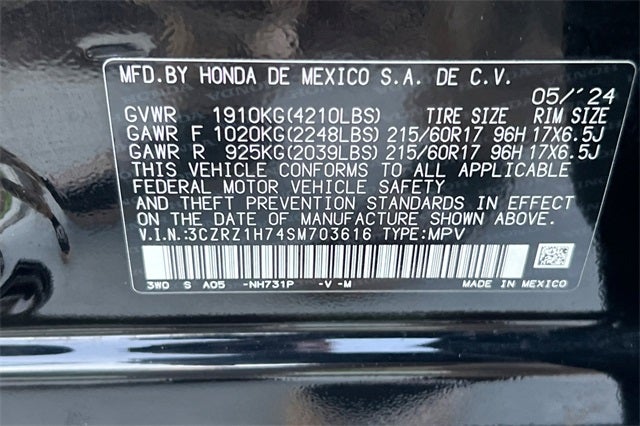 MFD. BY HONDA DE MEXICO S.A. DE C.V.
05/'24
GVWR 1910KG(4210LBS) TIRE SIZE RIM SIZE
GAWR F 1020KG(2248LBS) 215/60R17 96H 17X6.5J
GAWR R 925KG(2039LBS) 215/60R17 96H 17X6.5J
THIS VEHICLE CONFORMS TO ALL APPLICABLE
FEDERAL MOTOR VEHICLE SAFETY
AND THEFT PREVENTION STANDARDS IN EFFECT
ON THE DATE OF MANUFACTURE SHOWN ABOVE.
V.I.N.:3CZRZ1H74SM703616 TYPE:MPV
3W0 S A05 -NH731P -V -M MADE IN MEXICO